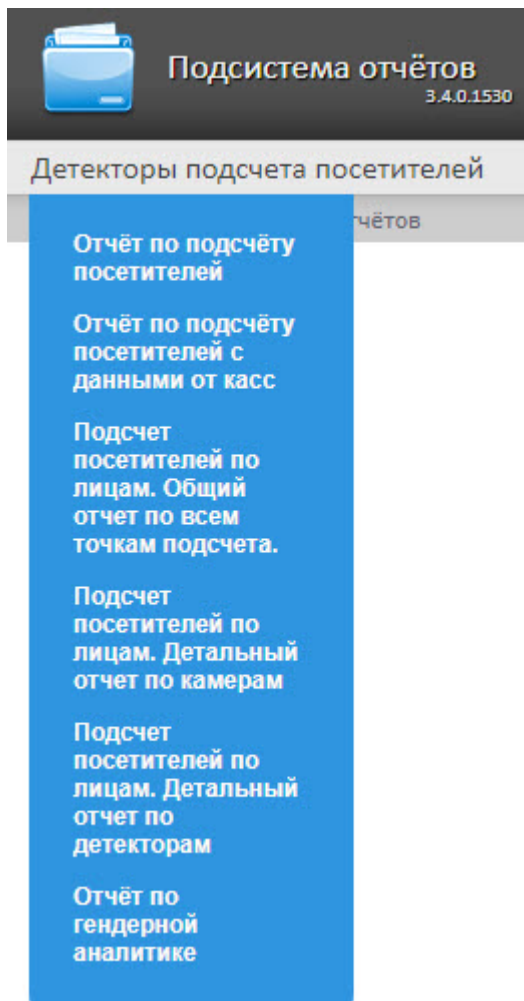 Подсистема отчётов
3.4.0.1530
Детекторы подсчета посетителей
чётов
Отчёт по подсчёту
посетителей
Отчёт по подсчёту
посетителей с
данными от касс
Подсчет
посетителей по
лицам. Общий
отчет по всем
точкам подсчета.
Подсчет
посетителей по
лицам. Детальный
отчет по камерам
Подсчет
посетителей по
лицам. Детальный
отчет по
детекторам
Отчёт по
гендерной
аналитике